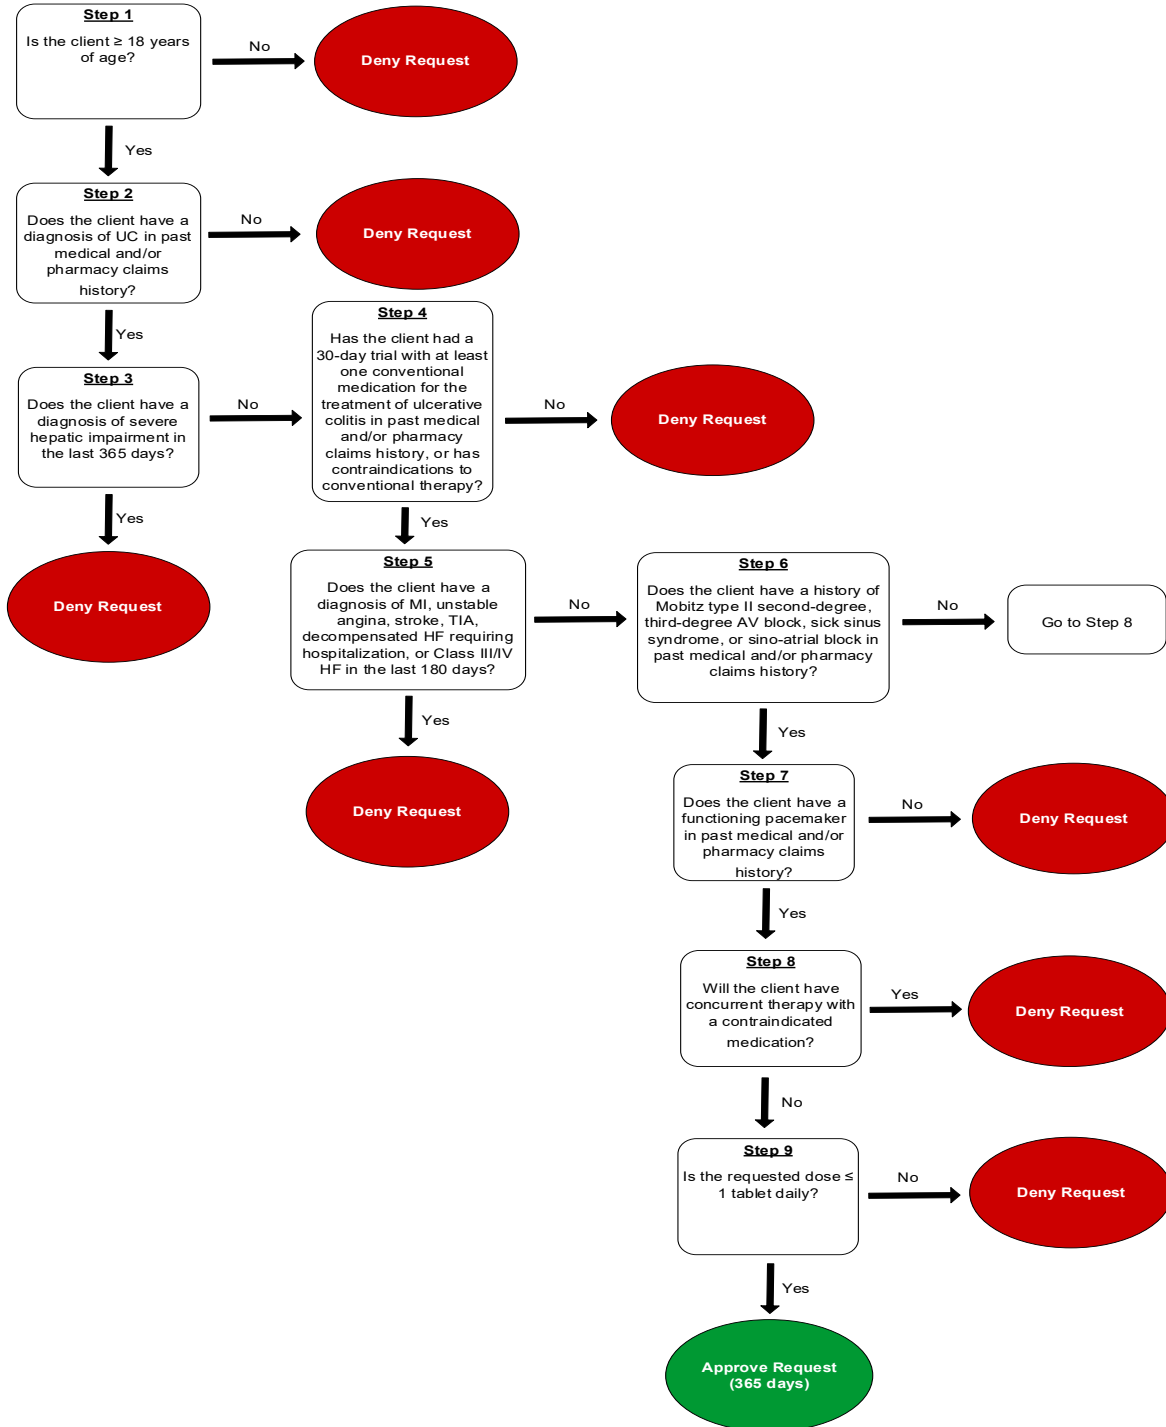 Step 1
Is the client ≥ 18 years
of age?
No
Deny Request
Yes
Step 2
Does the client have a
diagnosis of UC in past
medical and/or
pharmacy claims
history?
No
Deny Request
Yes
Step 3
Does the client have a
diagnosis of severe
hepatic impairment in
the last 365 days?
No
Yes
Deny Request
Step 4
Has the client had a
30-day trial with at least
one conventional
medication for the
treatment of ulcerative
colitis in past medical
and/or pharmacy
claims history, or has
contraindications to
conventional therapy?
No
Deny Request
Yes
Step 5
Does the client have a
diagnosis of MI, unstable
angina, stroke, TIA,
decompensated HF requiring
hospitalization, or Class III/IV
HF in the last 180 days?
No
Yes
Deny Request
Step 6
Does the client have a history of
Mobitz type II second-degree,
third-degree AV block, sick sinus
syndrome, or sino-atrial block in
past medical and/or pharmacy
claims history?
No
Go to Step 8
Yes
Step 7
Does the client have a
functioning pacemaker
in past medical and/or
pharmacy claims
history?
No
Deny Request
Yes
Step 8
Will the client have
concurrent therapy with
a contraindicated
medication?
Yes
Deny Request
No
Step 9
Is the requested dose ≤
1 tablet daily?
No
Deny Request
Yes
Approve Request
(365 days)